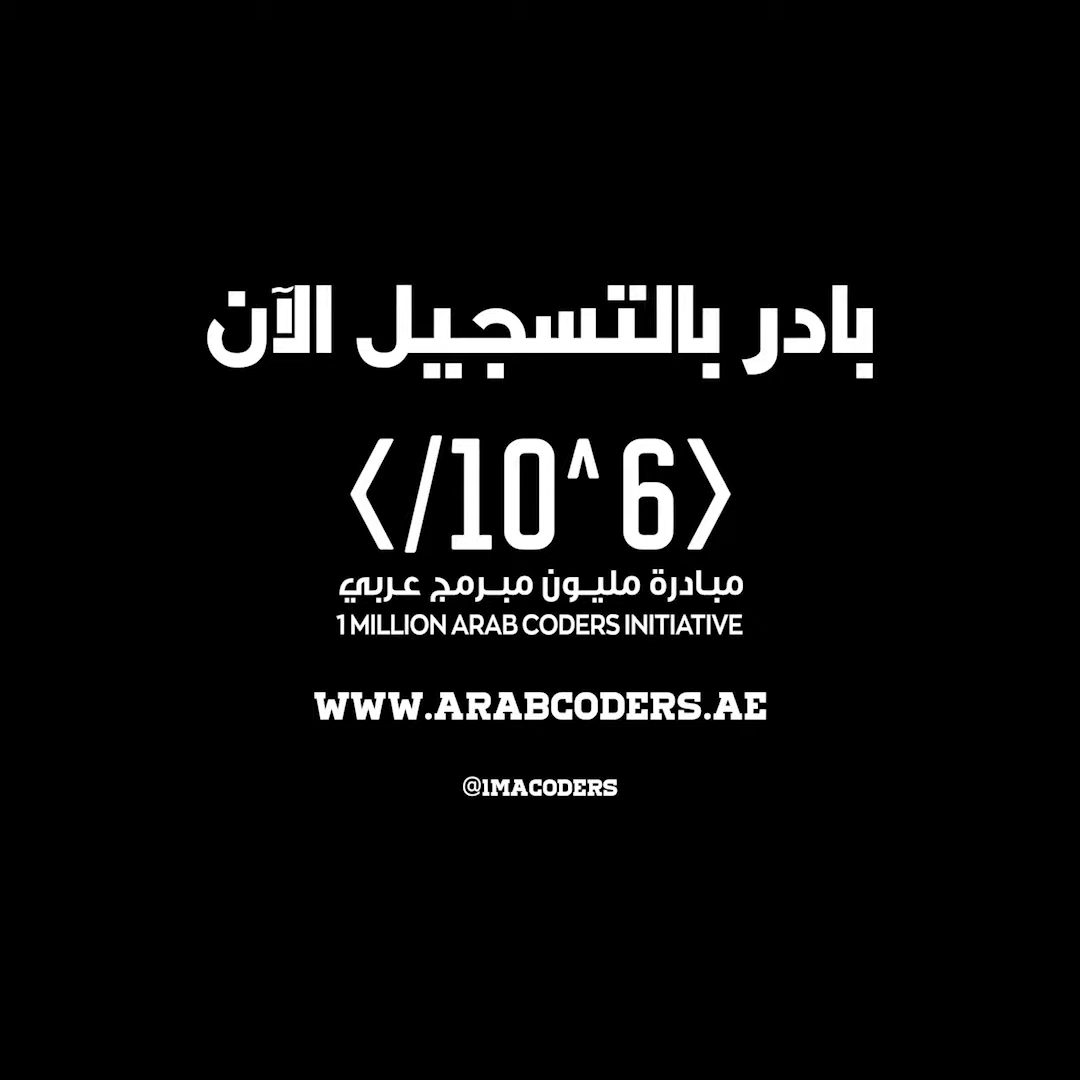 بادر بالتسجيل الآن
</10^6>
مبادرة مليون مبرمج عربي
1 MILLION ARAB CODERS INITIATIVE
WWW.ARABCODERS.AE
@1MACODERS